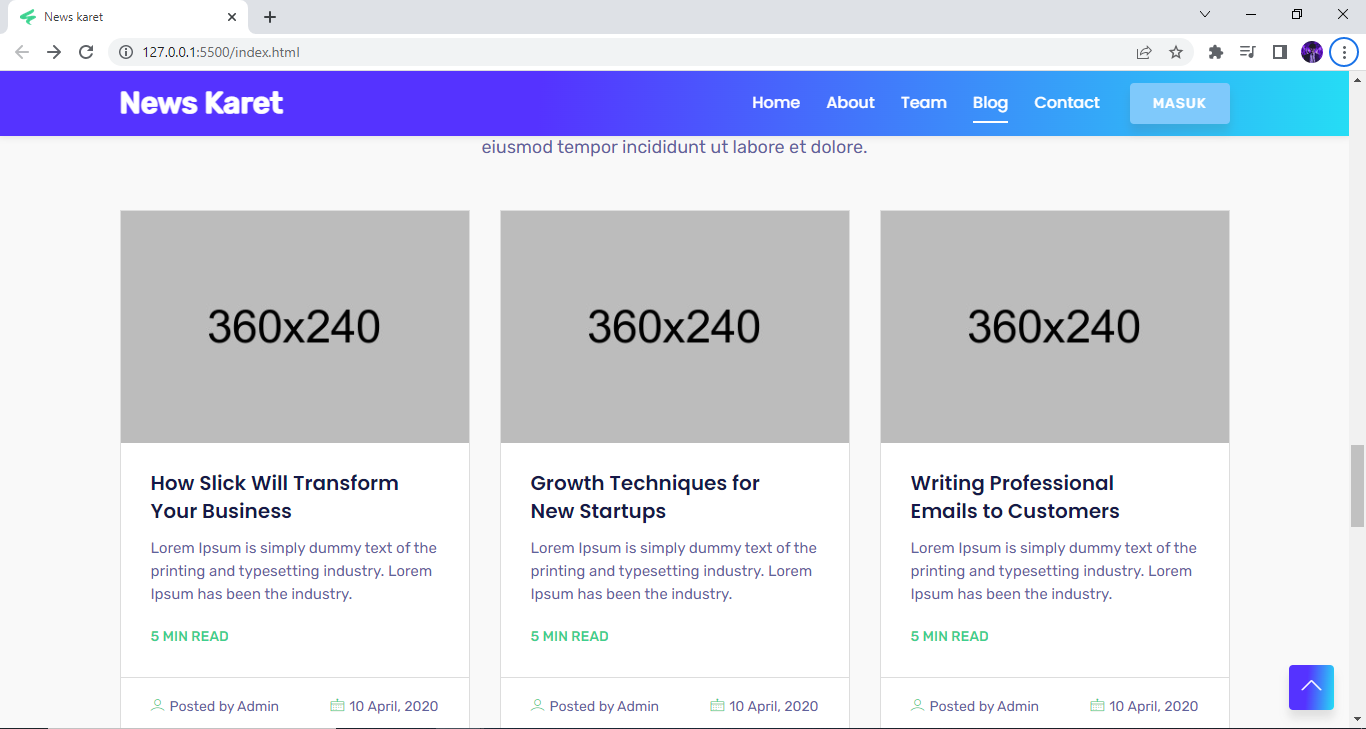 News karet
127.0.0.1:5500/index.html
News Karet
Home About Team Blog Contact MASUK
eiusmod tempor incididunt ut labore et dolore.
360x240
360x240
360x240
How Slick Will Transform
Your Business
Lorem Ipsum is simply dummy text of the
printing and typesetting industry. Lorem
Ipsum has been the industry.
5 MIN READ
Posted by Admin 10 April, 2020
Growth Techniques for
New Startups
Lorem Ipsum is simply dummy text of the
printing and typesetting industry. Lorem
Ipsum has been the industry.
5 MIN READ
Posted by Admin 10 April, 2020
Writing Professional
Emails to Customers
Lorem Ipsum is simply dummy text of the
printing and typesetting industry. Lorem
Ipsum has been the industry.
5 MIN READ
Posted by Admin 10 April, 2020